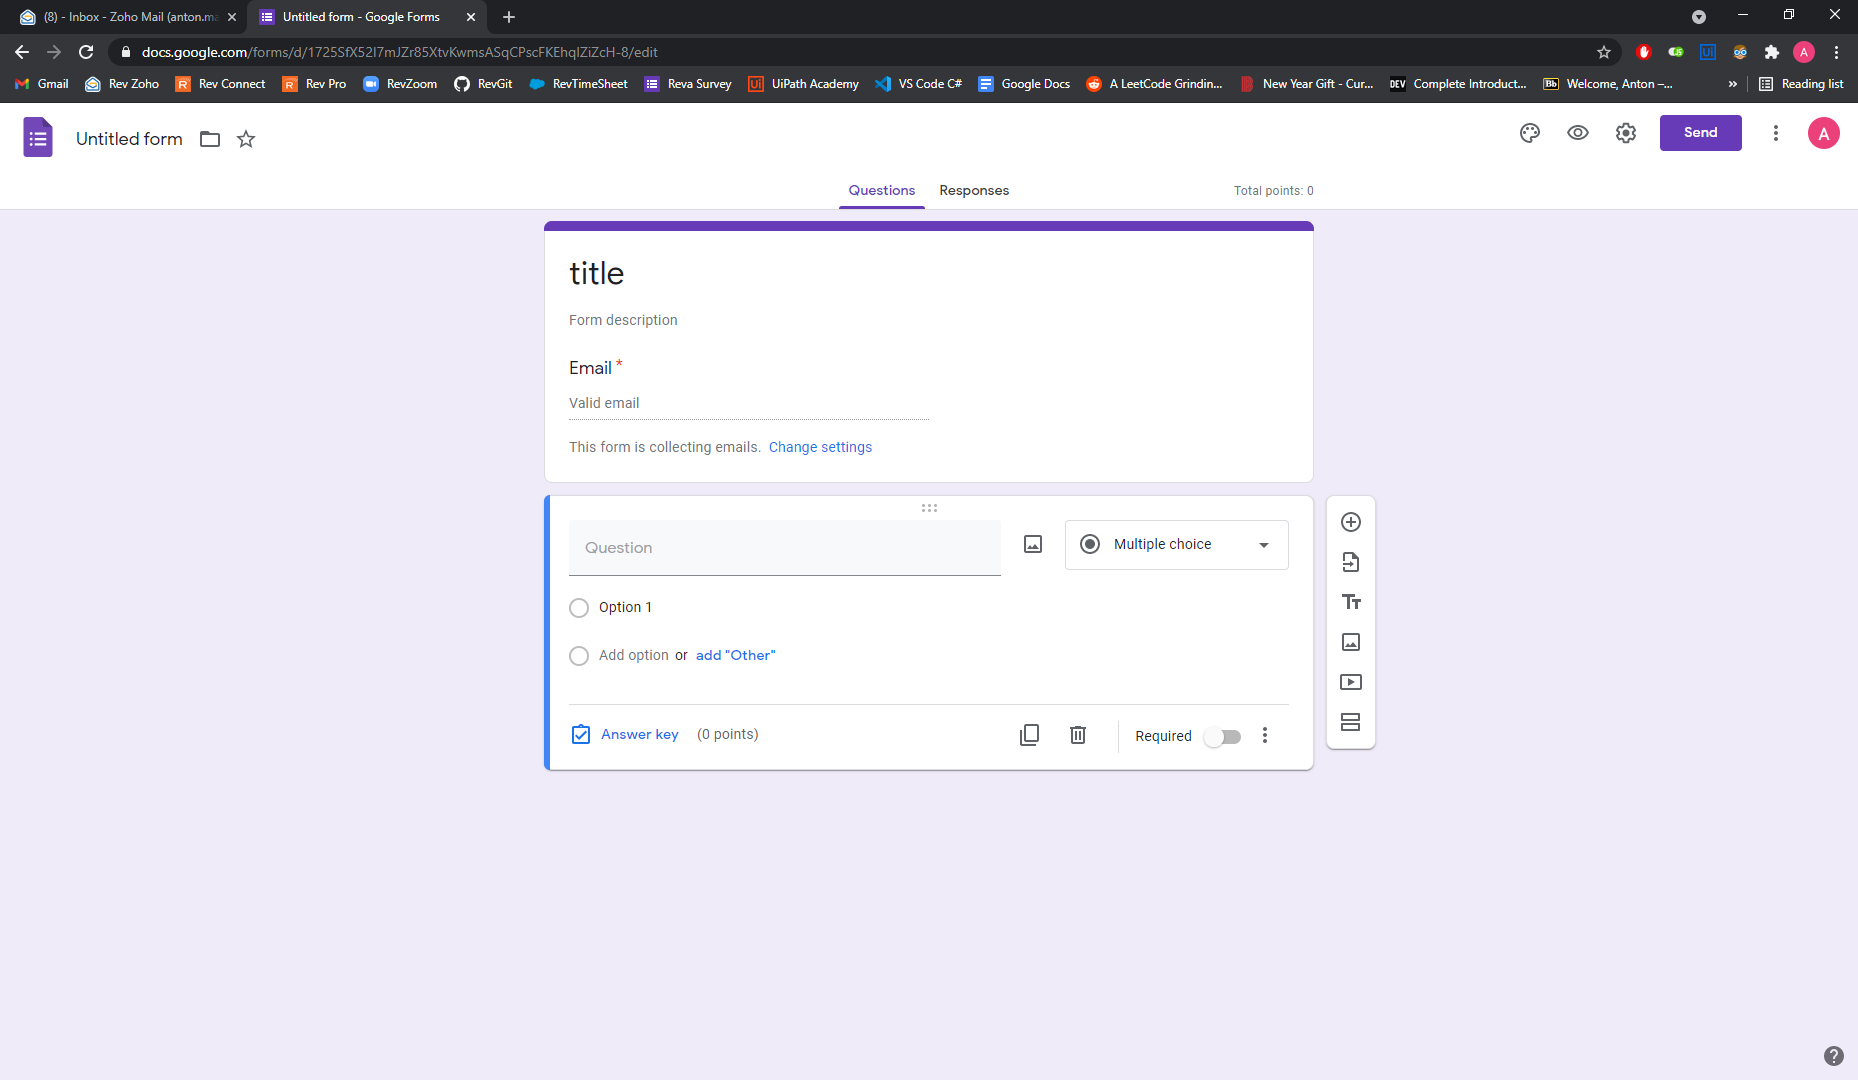 (8) - Inbox - Zoho Mail (anton.ma
Untitled form - Google Forms
docs.google.com/forms/d/1725SfX52I7mJZr85XtvKwmsASqCPscFKEhqIZiZcH-8/edit
Gmail
Rev Zoho
Rev Connect
Rev Pro
RevZoom
RevGit
RevTimeSheet
Reva Survey
UiPath Academy
VS Code C#
Google Docs
A LeetCode Grindin...
New Year Gift - Cur...
DEV Complete Introduct...
Bb Welcome, Anton –...
»
Reading list
Untitled form
Send
A
Questions
Responses
Total points: 0
title
Form description
Email *
Valid email
This form is collecting emails. Change settings
Question
Multiple choice
Option 1
Add option or add "Other"
Answer key (0 points)
Required